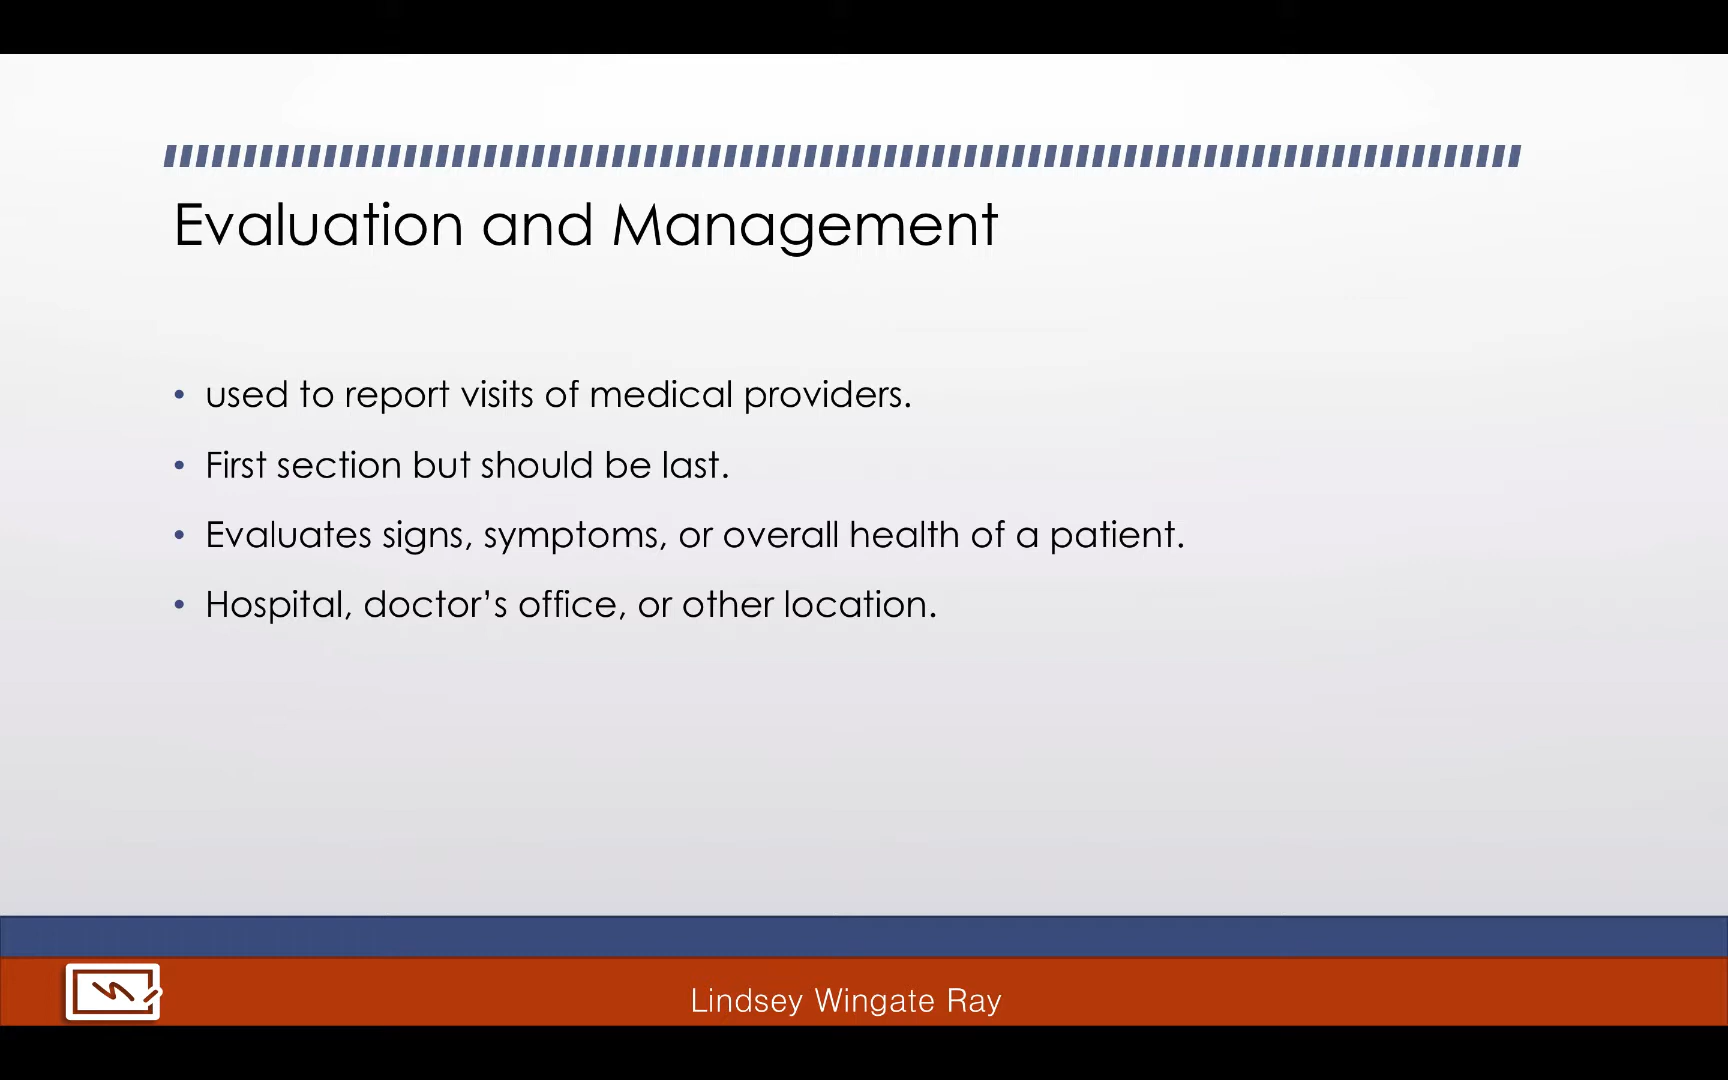 Evaluation and Management
• used to report visits of medical providers.
• First section but should be last.
• Evaluates signs, symptoms, or overall health of a patient.
• Hospital, doctor’s office, or other location.
Lindsey Wingate Ray